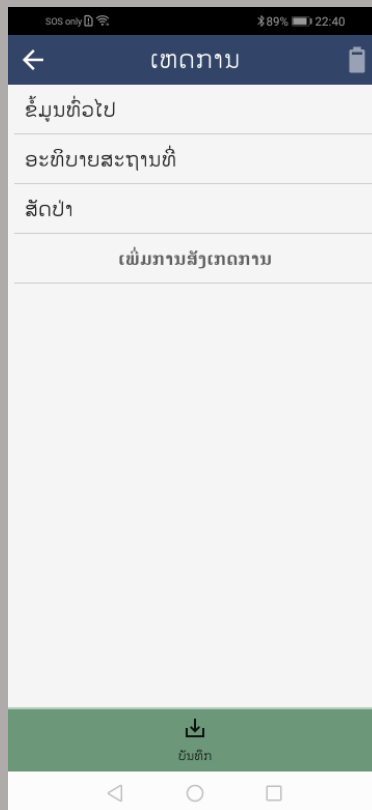 SOS only 89% 22:40
ເຫດການ
ຂໍ້ມູນທົ່ວໄປ
ອະທິບາຍສະຖານທີ່
ສັດປ່າ
ເພີ່ມການສັງເກດການ
ບັນທຶກ